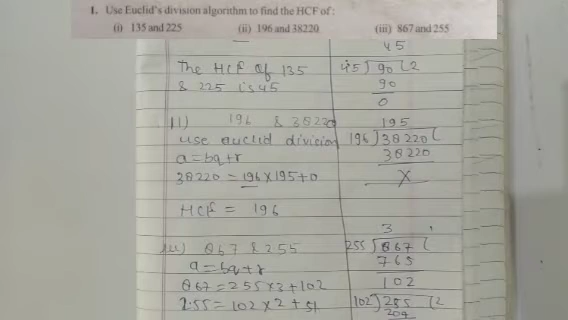 1. Use Euclid's division algorithm to find the HCF of:
(i) 135 and 225 (ii) 196 and 38220 (iii) 867 and 255
45
The HCF of 135 45)90(2
& 225 is 45 90
0
ii) 196 & 38220 195
use euclid division 196)38220(
a=bq+r 38220
38220 = 196×195+0 X
HCF = 196
3
iii) 867 & 255 255)867(
a=bq+r 765
867=255×3+102 102
255=102×2+51 102)255(2
204